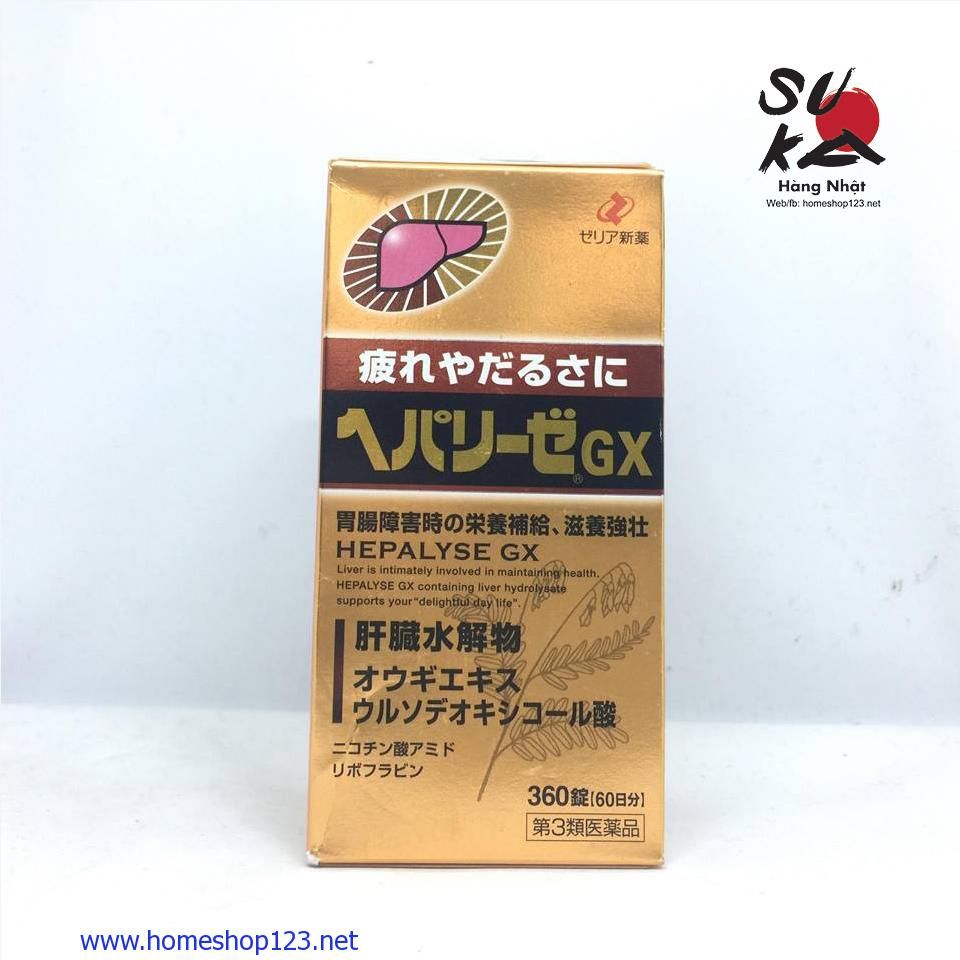 SUKA
Hàng Nhật
Web/fb: homeshop123.net
ゼリア新薬
疲れやだるさに
ヘパリーゼ®GX
胃腸障害時の栄養補給、滋養強壮
HEPALYSE GX
Liver is intimately involved in maintaining health.
HEPALYSE GX containing liver hydrolysate
supports your "delightful day life".
肝臓水解物
オウギエキス
ウルソデオキシコール酸
ニコチン酸アミド
リボフラビン
360錠【60日分】
第3類医薬品
www.homeshop123.net